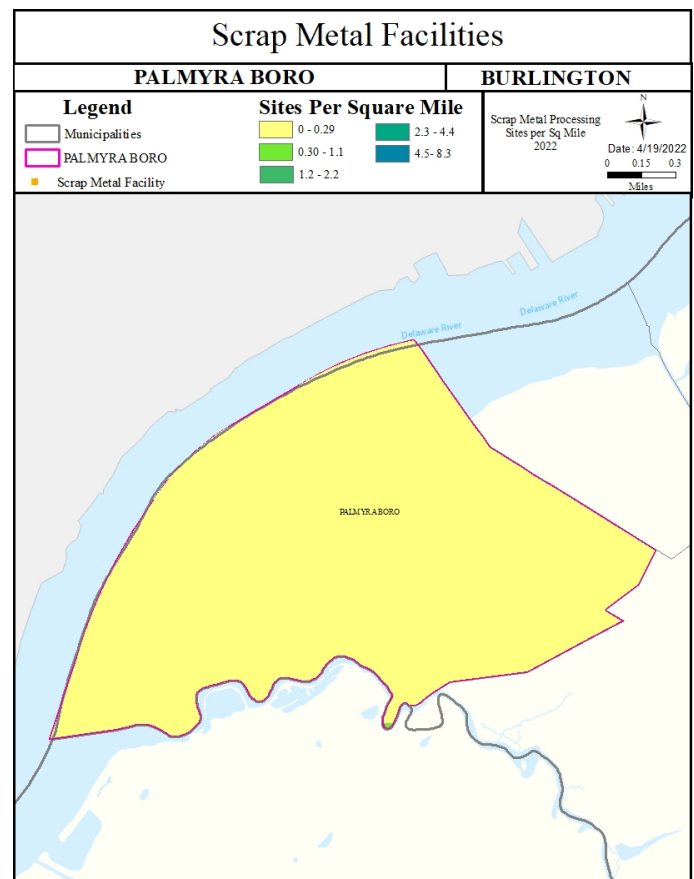 Scrap Metal Facilities
PALMYRA BORO
BURLINGTON
Legend
Municipalities
PALMYRA BORO
Scrap Metal Facility
Sites Per Square Mile
0 - 0.29
0.30 - 1.1
1.2 - 2.2
2.3 - 4.4
4.5- 8.3
Scrap Metal Processing
Sites per Sq Mile
2022
N
Date: 4/19/2022
0 0.15 0.3
Miles
Delaware River
Delaware River
PALMYRA BORO